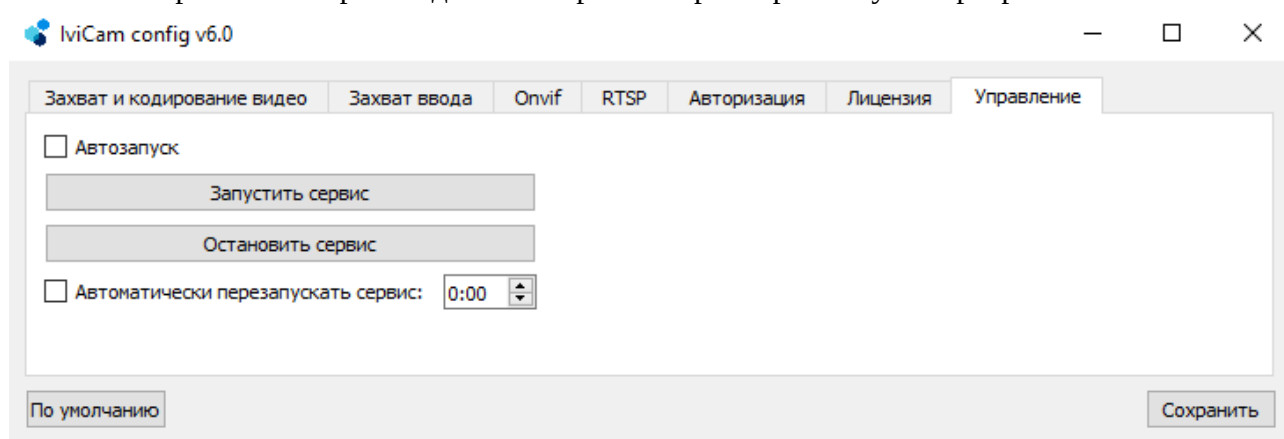 IviCam config v6.0
Захват и кодирование видео Захват ввода Onvif RTSP Авторизация Лицензия Управление
Автозапуск
Запустить сервис
Остановить сервис
Автоматически перезапускать сервис: 0:00
По умолчанию Сохранить